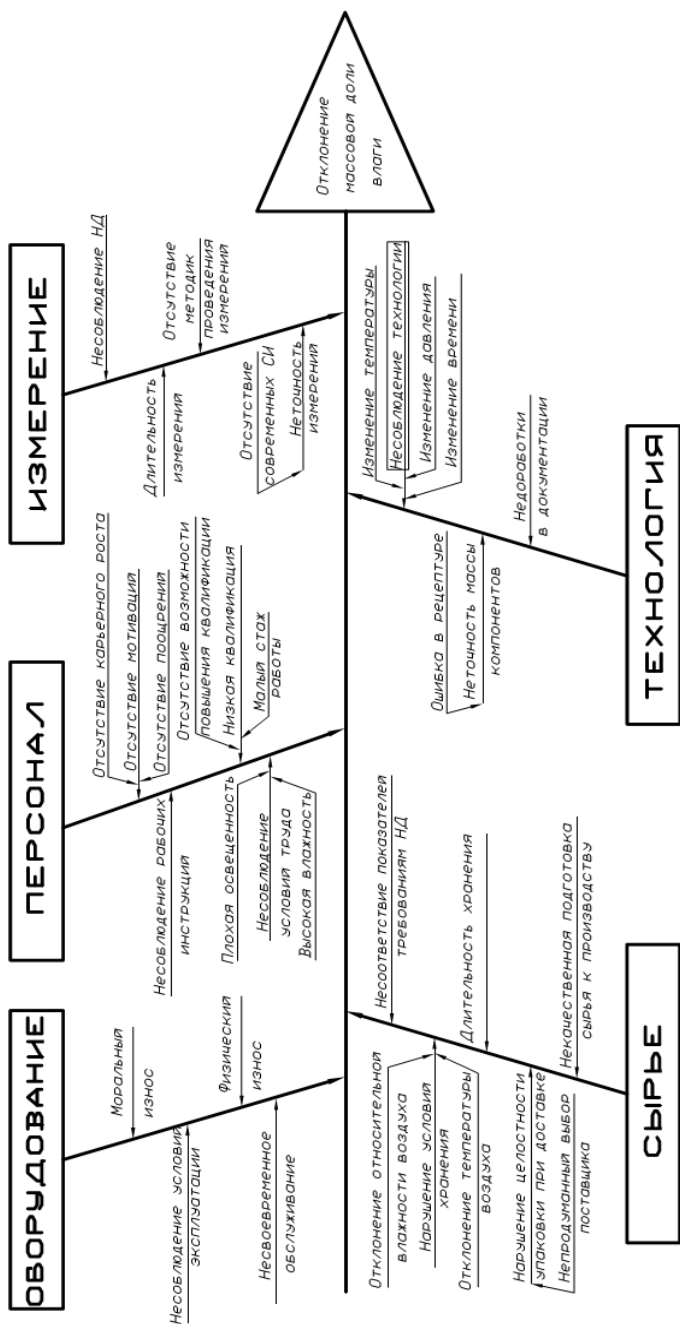 ОБОРУДОВАНИЕ
Моральный
износ
Несоблюдение условий
эксплуатации
Физический
износ
Несвоевременное
обслуживание
ПЕРСОНАЛ
Отсутствие карьерного роста
Отсутствие мотиваций
Отсутствие поощрений
Несоблюдение рабочих
инструкций
Отсутствие возможности
повышения квалификации
Низкая квалификация
Малый стаж
работы
Плохая освещенность
Несоблюдение
условий труда
Высокая влажность
ИЗМЕРЕНИЕ
Несоблюдение НД
Длительность
измерений
Отсутствие
методик
проведения
измерений
Отсутствие
современных СИ
Неточность
измерений
Отклонение
массовой доли
влаги
СЫРЬЕ
Несоответствие показателей
требованиям НД
Отклонение относительной
влажности воздуха
Нарушение условий
хранения
Отклонение температуры
воздуха
Длительность хранения
Нарушение целостности
упаковки при доставке
Непродуманный выбор
поставщика
Некачественная подготовка
сырья к производству
ТЕХНОЛОГИЯ
Изменение температуры
Несоблюдение технологии
Изменение давления
Изменение времени
Ошибка в рецептуре
Неточность массы
компонентов
Недоработки
в документации